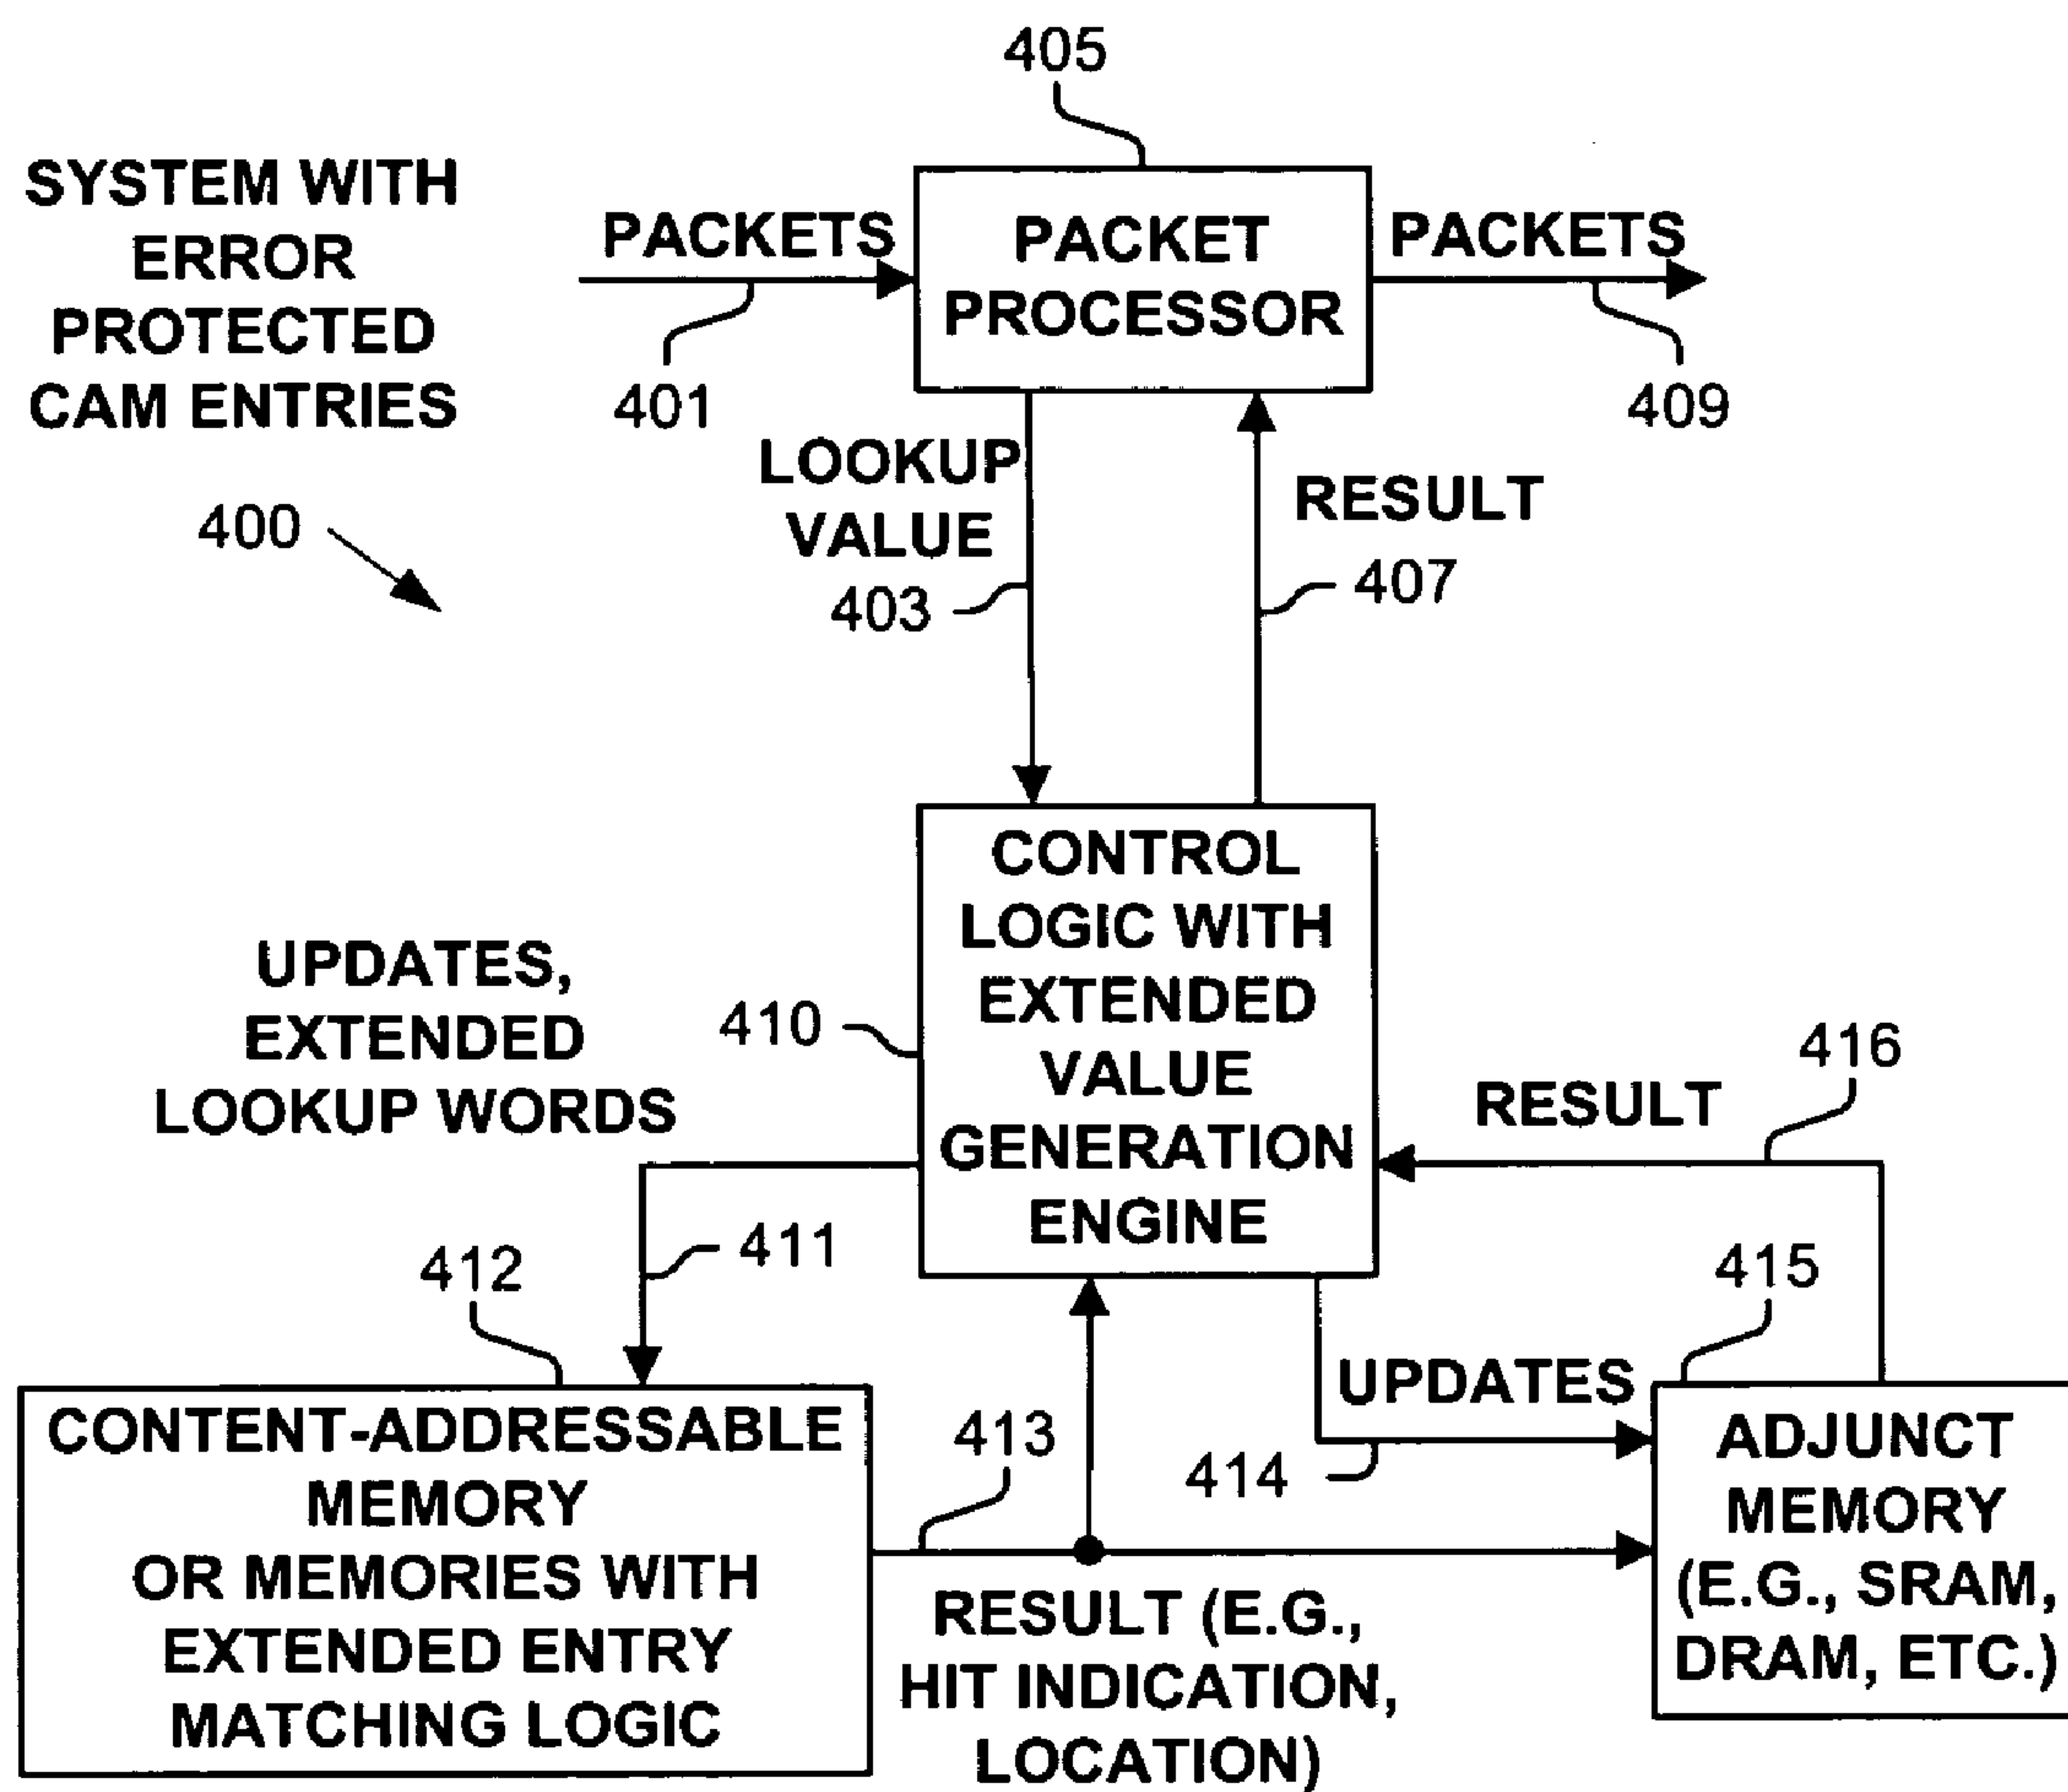 405
SYSTEM WITH
ERROR
PROTECTED
CAM ENTRIES
400
PACKETS
401
PACKET
PROCESSOR
PACKETS
409
LOOKUP
VALUE
403
RESULT
407
CONTROL
LOGIC WITH
EXTENDED
VALUE
GENERATION
ENGINE
410
UPDATES,
EXTENDED
LOOKUP WORDS
411
412
RESULT
416
415
CONTENT-ADDRESSABLE
MEMORY
OR MEMORIES WITH
EXTENDED ENTRY
MATCHING LOGIC
413
UPDATES
414
RESULT (E.G.,
HIT INDICATION,
LOCATION)
ADJUNCT
MEMORY
(E.G., SRAM,
DRAM, ETC.)